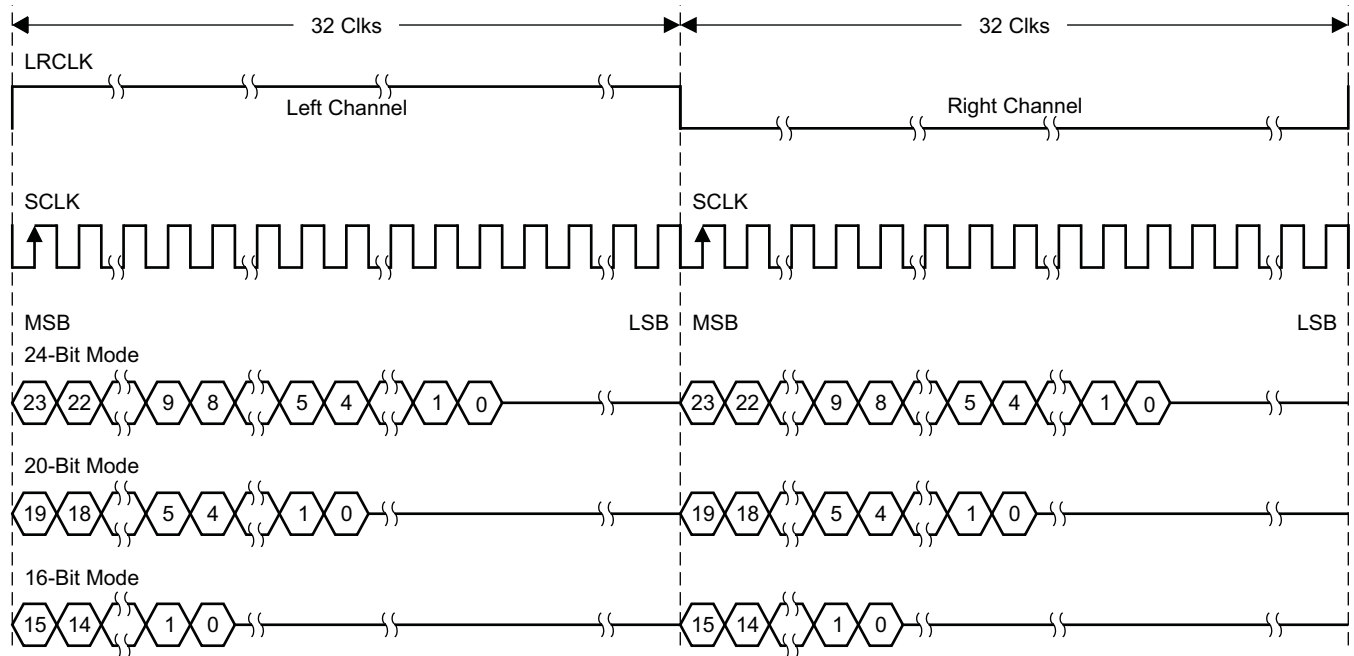 32 Clks 32 Clks
LRCLK
Left Channel Right Channel
SCLK SCLK
MSB LSB MSB LSB
24-Bit Mode
23 22 9 8 5 4 1 0 23 22 9 8 5 4 1 0
20-Bit Mode
19 18 5 4 1 0 19 18 5 4 1 0
16-Bit Mode
15 14 1 0 15 14 1 0